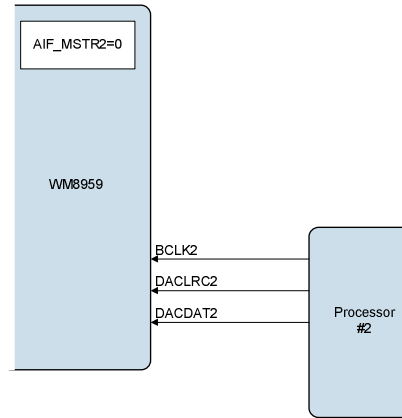 AIF_MSTR2=0
WM8959
BCLK2
DACLRC2
DACDAT2
Processor
#2